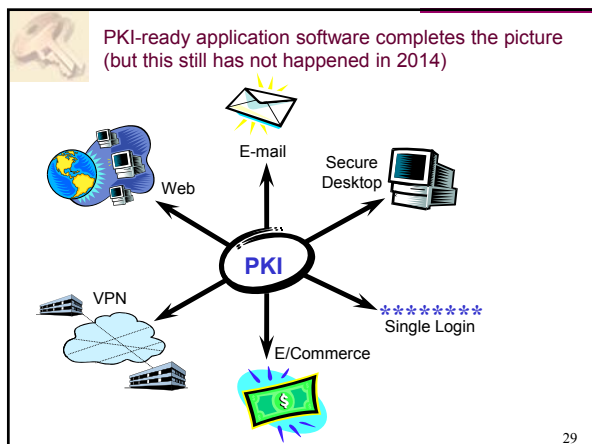 PKI-ready application software completes the picture
(but this still has not happened in 2014)
E-mail
Secure
Desktop
Web
PKI
VPN
********
Single Login
E/Commerce
$
29